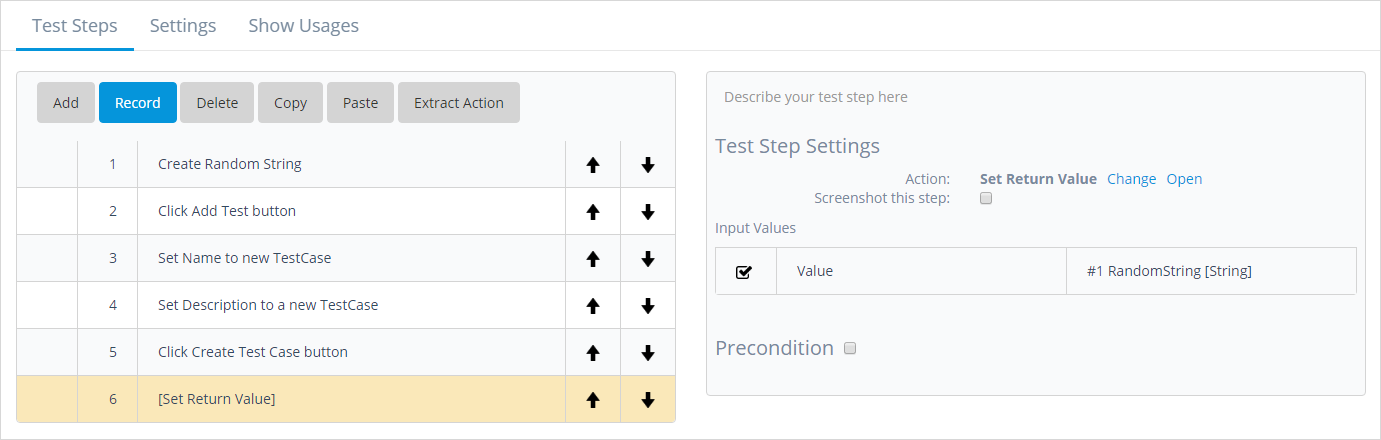 Test Steps Settings Show Usages
Add Record Delete Copy Paste Extract Action
1 Create Random String
2 Click Add Test button
3 Set Name to new TestCase
4 Set Description to a new TestCase
5 Click Create Test Case button
6 [Set Return Value]
Describe your test step here
Test Step Settings
Action: Set Return Value Change Open
Screenshot this step:
Input Values
Value #1 RandomString [String]
Precondition